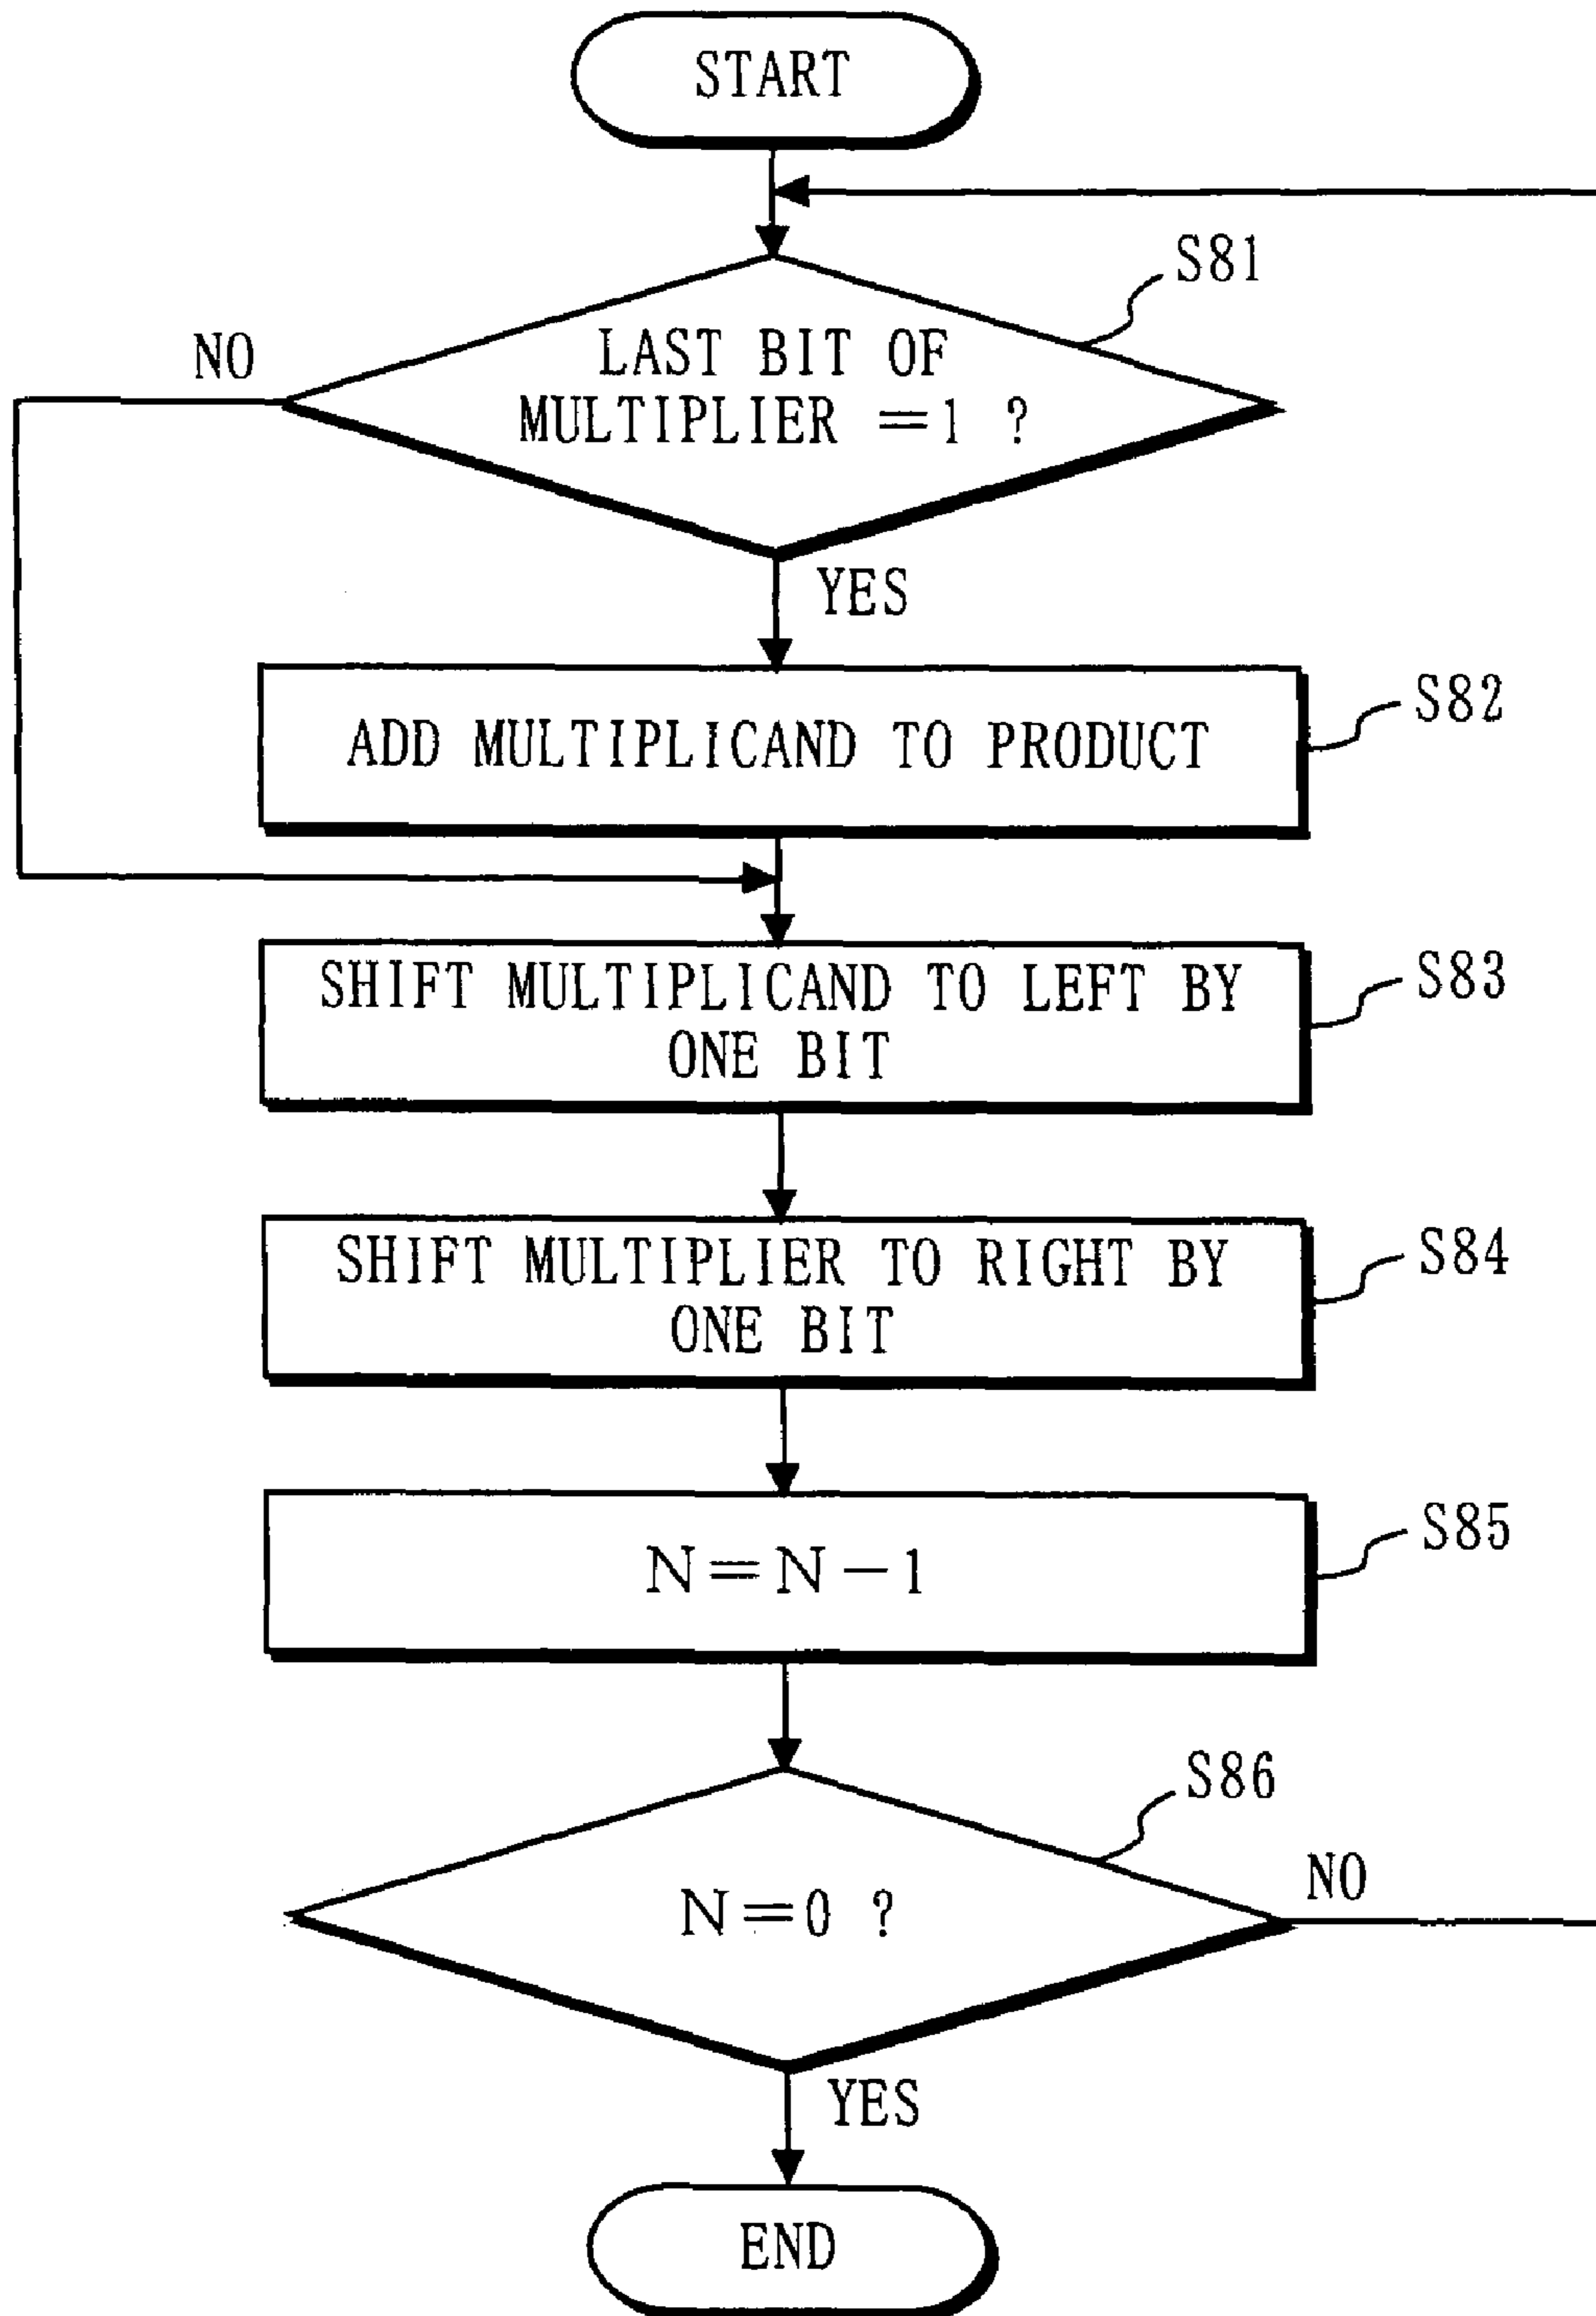 START
S81
NO
LAST BIT OF
MULTIPLIER =1 ?
YES
S82
ADD MULTIPLICAND TO PRODUCT
S83
SHIFT MULTIPLICAND TO LEFT BY
ONE BIT
S84
SHIFT MULTIPLIER TO RIGHT BY
ONE BIT
S85
N=N-1
S86
NO
N=0 ?
YES
END